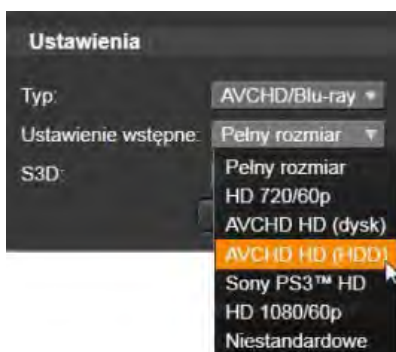 Ustawienia
Typ: AVCHD/Blu-ray
Ustawienie wstępne: Pełny rozmiar
S3D:
Pełny rozmiar
HD 720/60p
AVCHD HD (dysk)
AVCHD HD (HDD)
Sony PS3™ HD
HD 1080/60p
Niestandardowe